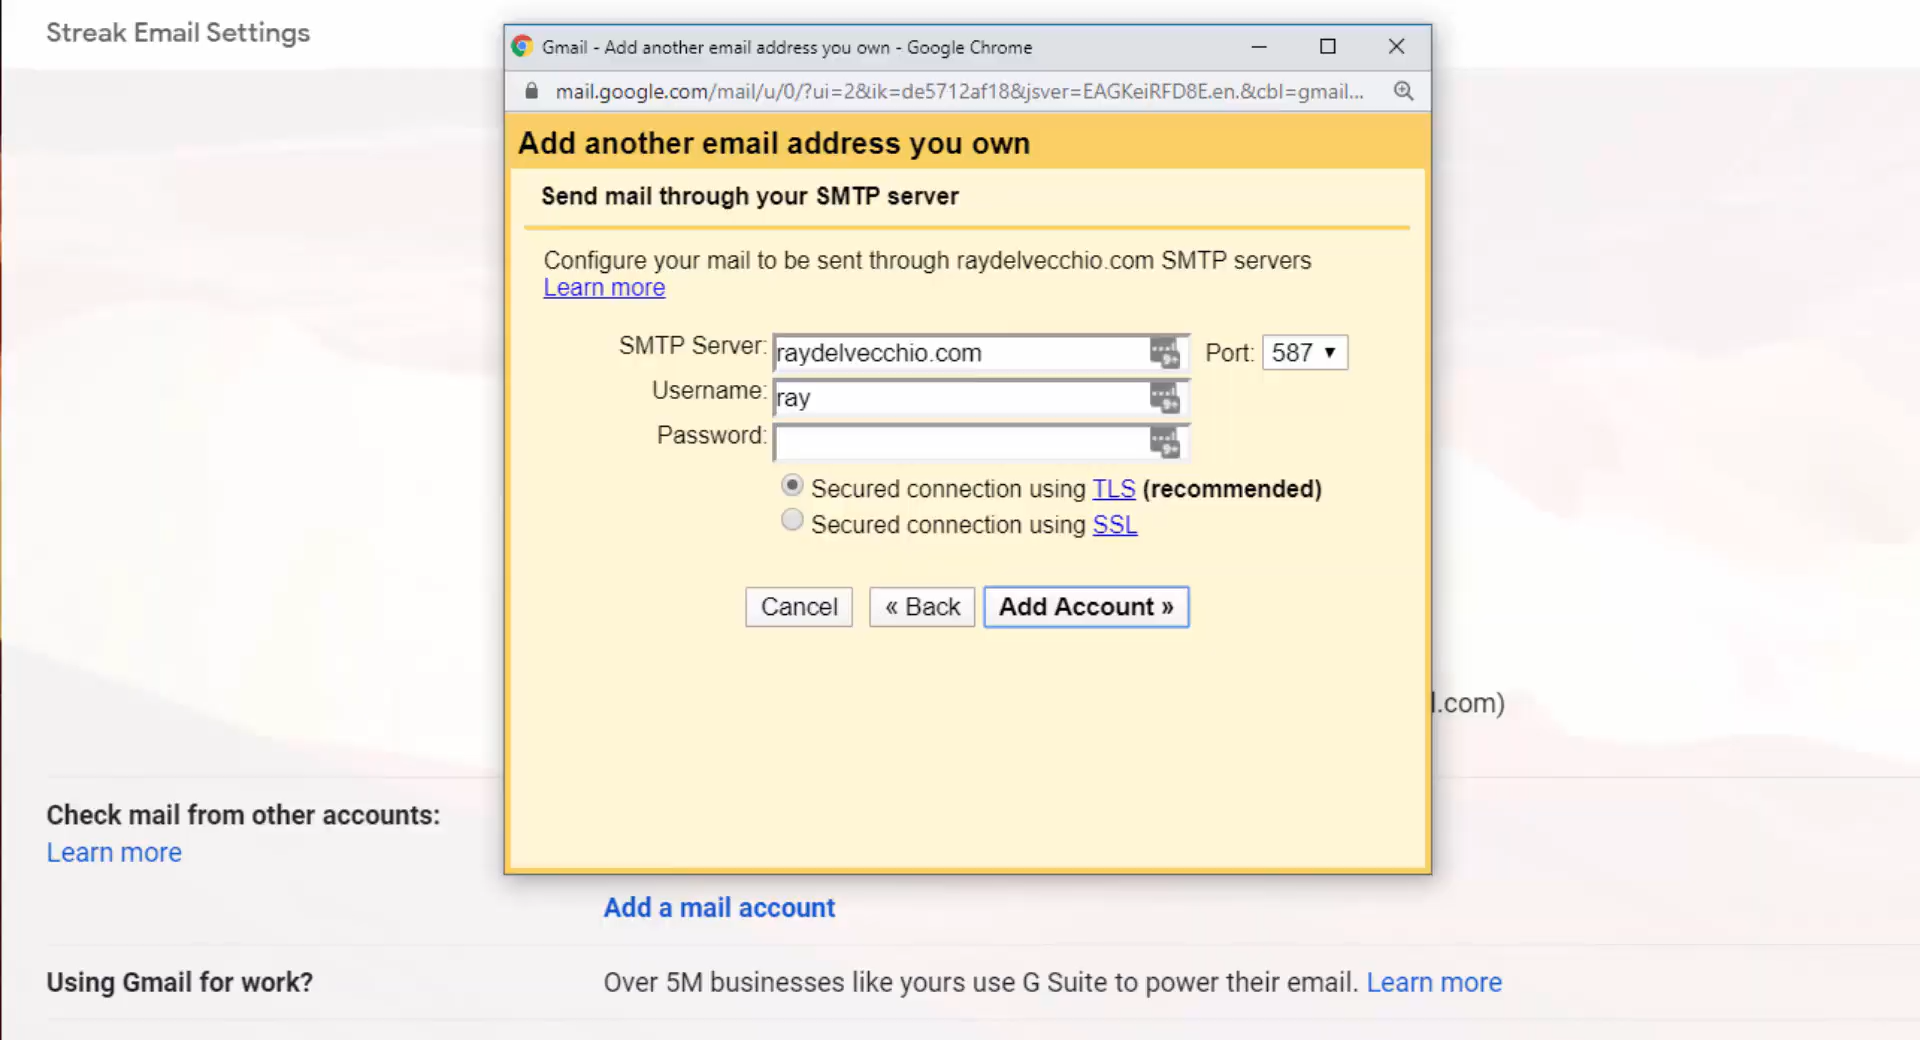 Streak Email Settings
Gmail - Add another email address you own - Google Chrome
mail.google.com/mail/u/0/?ui=2&ik=de5712af18&jsver=EAGKeiRFD8E.en.&cbl=gmail...
Add another email address you own
Send mail through your SMTP server
Configure your mail to be sent through raydelvecchio.com SMTP servers
Learn more
SMTP Server: raydelvecchio.com Port: 587
Username: ray
Password:
Secured connection using TLS (recommended)
Secured connection using SSL
Cancel « Back Add Account »
l.com)
Check mail from other accounts:
Learn more
Add a mail account
Using Gmail for work? Over 5M businesses like yours use G Suite to power their email. Learn more